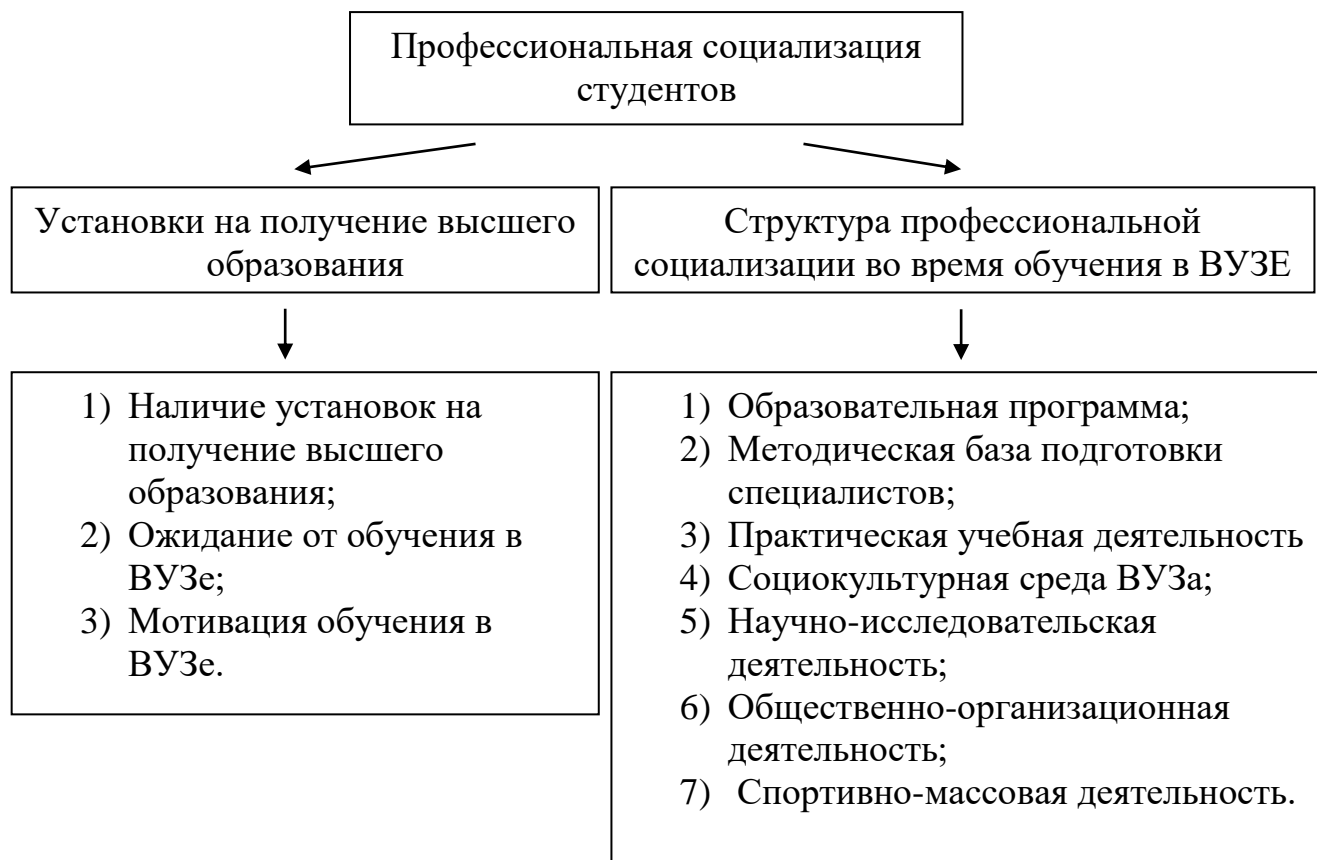 Профессиональная социализация
студентов
Установки на получение высшего
образования
Структура профессиональной
социализации во время обучения в ВУЗЕ
1) Наличие установок на
получение высшего
образования;
2) Ожидание от обучения в
ВУЗе;
3) Мотивация обучения в
ВУЗе.
1) Образовательная программа;
2) Методическая база подготовки
специалистов;
3) Практическая учебная деятельность
4) Социокультурная среда ВУЗа;
5) Научно-исследовательская
деятельность;
6) Общественно-организационная
деятельность;
7) Спортивно-массовая деятельность.